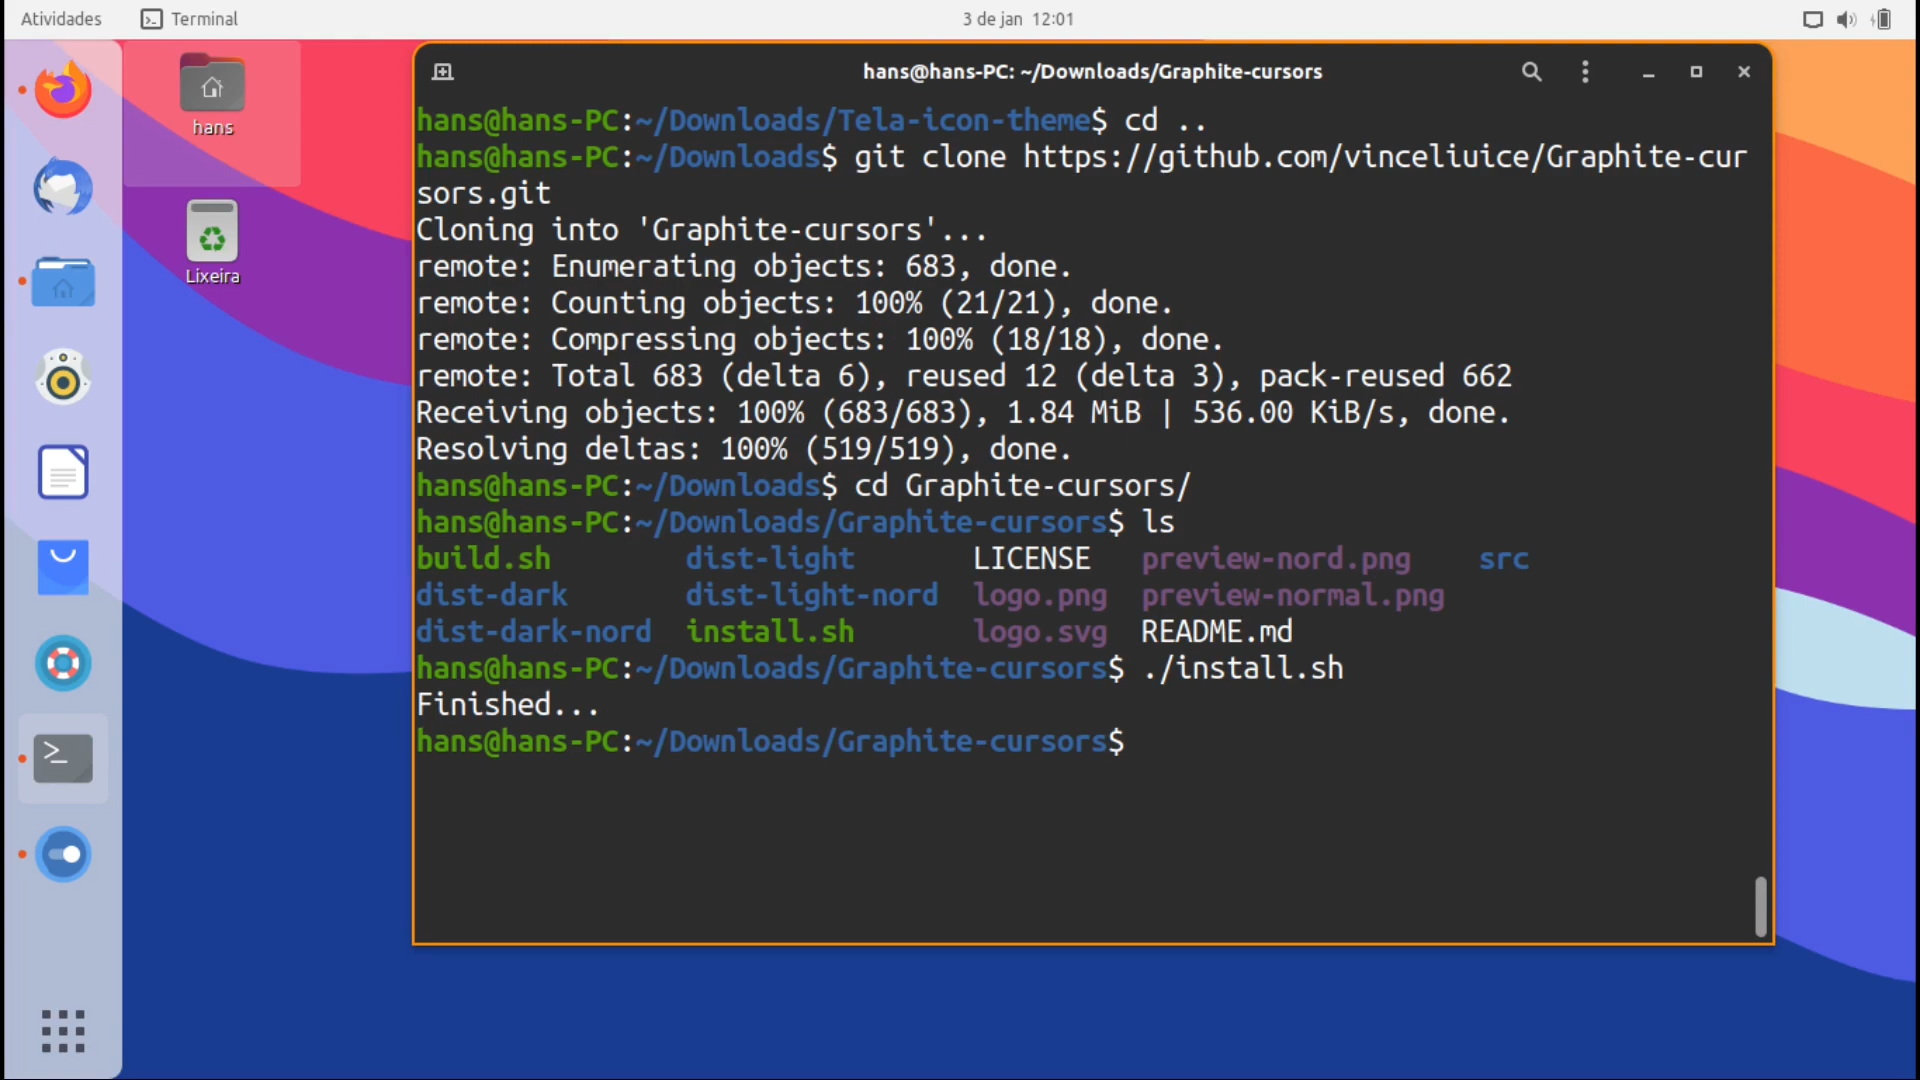 Atividades Terminal 3 de jan 12:01
hans
Lixeira
hans@hans-PC: ~/Downloads/Graphite-cursors
hans@hans-PC:~/Downloads/Tela-icon-theme$ cd ..
hans@hans-PC:~/Downloads$ git clone https://github.com/vinceliuice/Graphite-cur
sors.git
Cloning into 'Graphite-cursors'...
remote: Enumerating objects: 683, done.
remote: Counting objects: 100% (21/21), done.
remote: Compressing objects: 100% (18/18), done.
remote: Total 683 (delta 6), reused 12 (delta 3), pack-reused 662
Receiving objects: 100% (683/683), 1.84 MiB | 536.00 KiB/s, done.
Resolving deltas: 100% (519/519), done.
hans@hans-PC:~/Downloads$ cd Graphite-cursors/
hans@hans-PC:~/Downloads/Graphite-cursors$ ls
build.sh dist-light LICENSE preview-nord.png src
dist-dark dist-light-nord logo.png preview-normal.png
dist-dark-nord install.sh logo.svg README.md
hans@hans-PC:~/Downloads/Graphite-cursors$ ./install.sh
Finished...
hans@hans-PC:~/Downloads/Graphite-cursors$